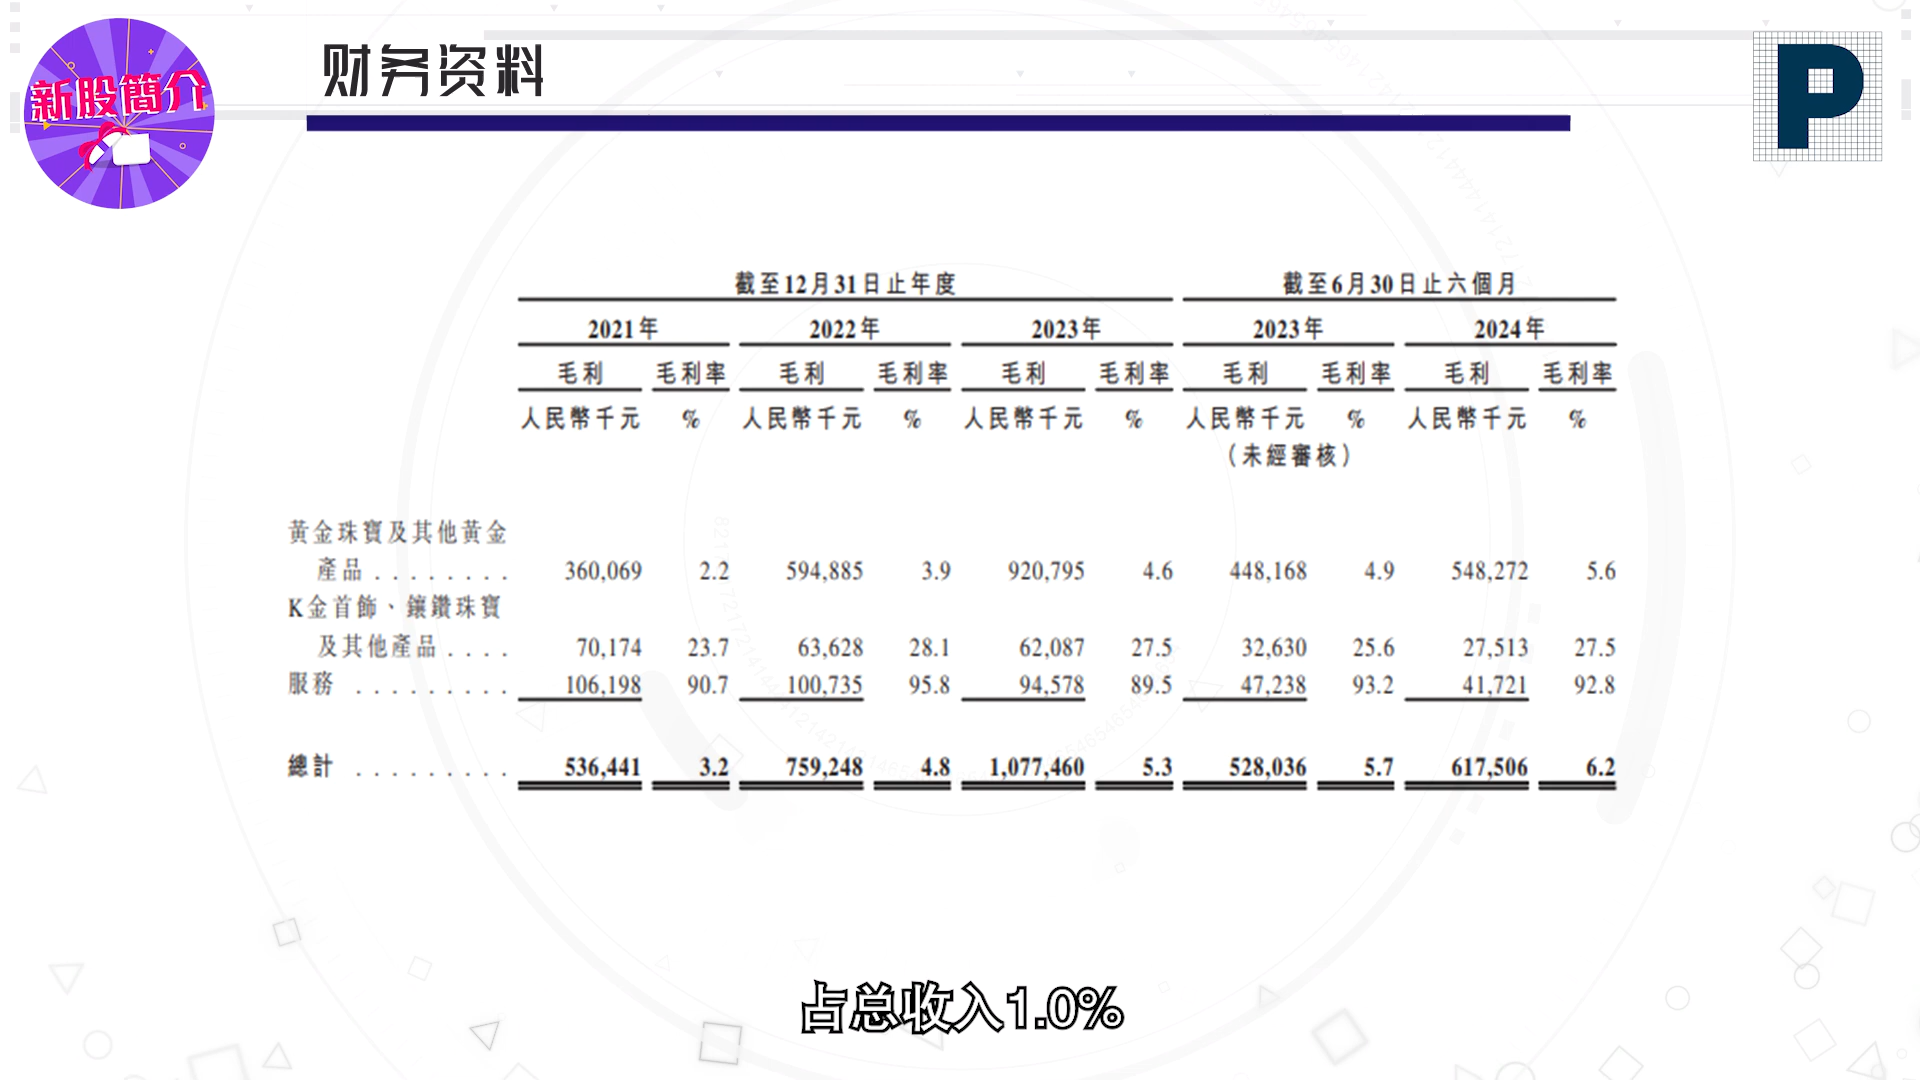 新股簡介
财务资料
P
截至12月31日止年度 截至6月30日止六個月
2021年 2022年 2023年 2023年 2024年
毛利 毛利率 毛利 毛利率 毛利 毛利率 毛利 毛利率 毛利 毛利率
人民幣千元 % 人民幣千元 % 人民幣千元 % 人民幣千元 % 人民幣千元 %
（未經審核）
黃金珠寶及其他黃金
產品 . . . . . . . . 360,069 2.2 594,885 3.9 920,795 4.6 448,168 4.9 548,272 5.6
K金首飾、鑲鑽珠寶
及其他產品 . . . . 70,174 23.7 63,628 28.1 62,087 27.5 32,630 25.6 27,513 27.5
服務 . . . . . . . . . 106,198 90.7 100,735 95.8 94,578 89.5 47,238 93.2 41,721 92.8
總計 . . . . . . . . . 536,441 3.2 759,248 4.8 1,077,460 5.3 528,036 5.7 617,506 6.2
占总收入1.0%